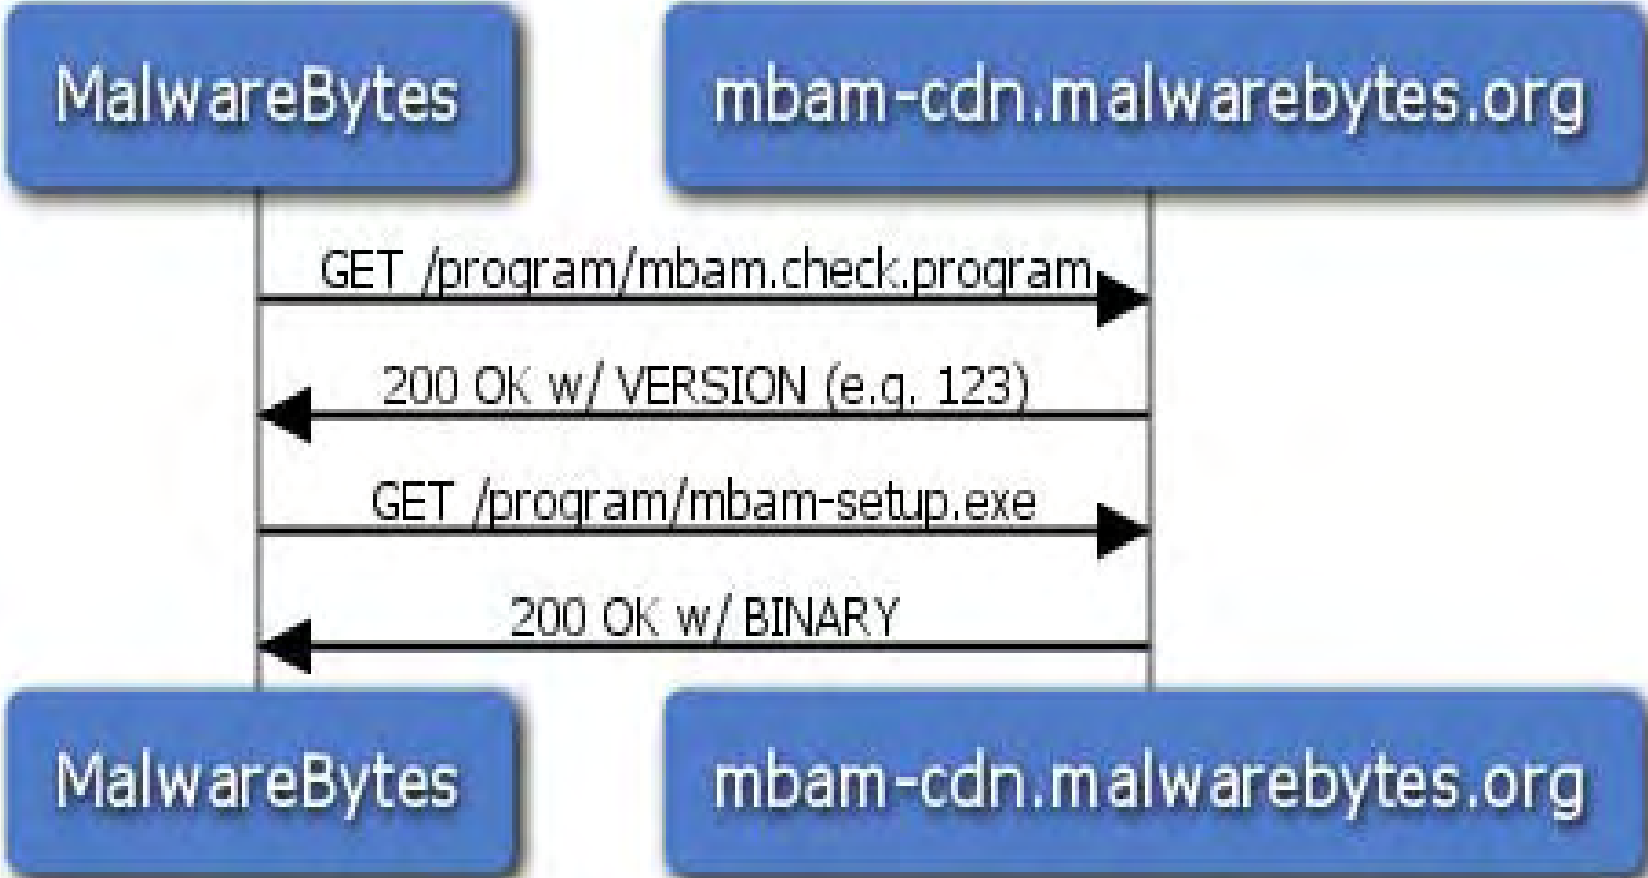 MalwareBytes
mbam-cdn.malwarebytes.org
GET /program/mbam.check.program
200 OK w/ VERSION (e.g. 123)
GET /program/mbam-setup.exe
200 OK w/ BINARY
MalwareBytes
mbam-cdn.malwarebytes.org